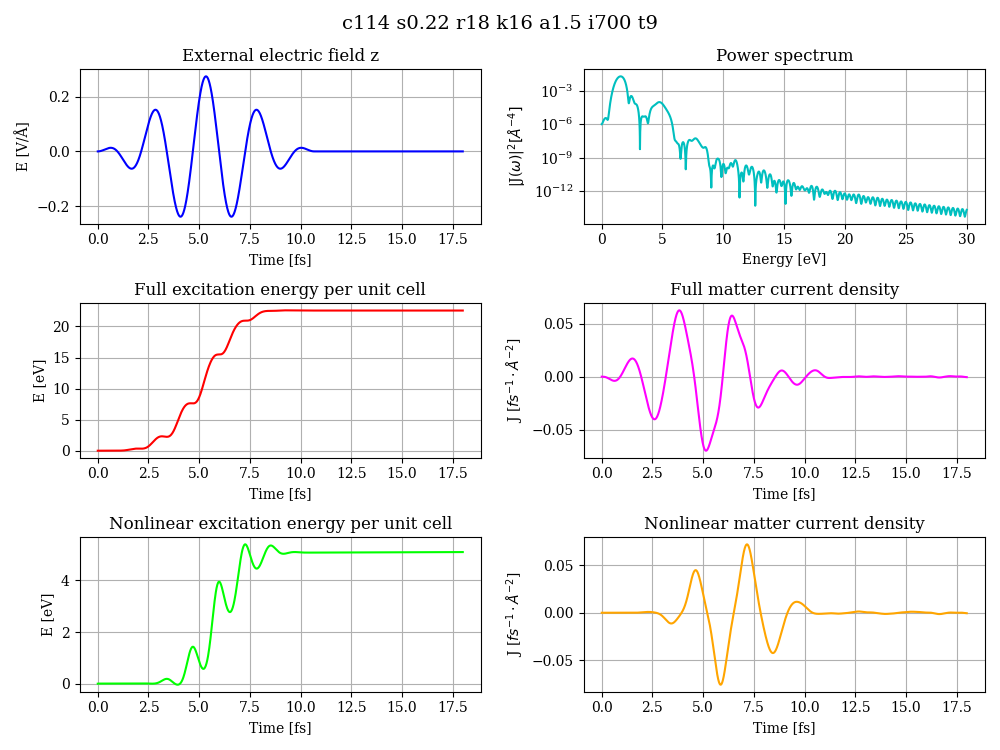 c114 s0.22 r18 k16 a1.5 i700 t9
External electric field z
E [V/Å]
0.2
0.0
−0.2
0.0 2.5 5.0 7.5 10.0 12.5 15.0 17.5
Time [fs]
Power spectrum
|J(ω)|²[Å⁻⁴]
10⁻³
10⁻⁶
10⁻⁹
10⁻¹²
0 5 10 15 20 25 30
Energy [eV]
Full excitation energy per unit cell
E [eV]
20
15
10
5
0
0.0 2.5 5.0 7.5 10.0 12.5 15.0 17.5
Time [fs]
Full matter current density
J [fs⁻¹ · Å⁻²]
0.05
0.00
−0.05
0.0 2.5 5.0 7.5 10.0 12.5 15.0 17.5
Time [fs]
Nonlinear excitation energy per unit cell
E [eV]
4
2
0
0.0 2.5 5.0 7.5 10.0 12.5 15.0 17.5
Time [fs]
Nonlinear matter current density
J [fs⁻¹ · Å⁻²]
0.05
0.00
−0.05
0.0 2.5 5.0 7.5 10.0 12.5 15.0 17.5
Time [fs]